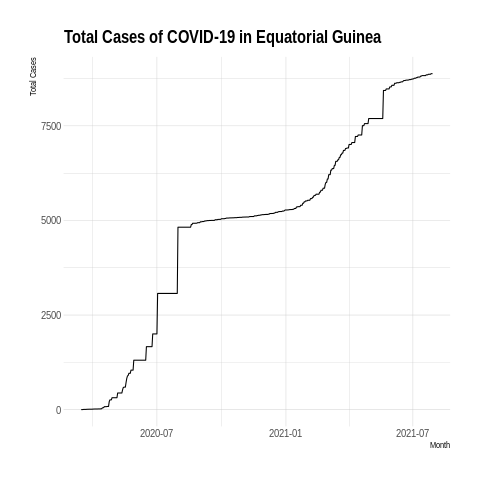 Total Cases of COVID-19 in Equatorial Guinea
Total Cases
7500
5000
2500
0
2020-07 2021-01 2021-07
Month